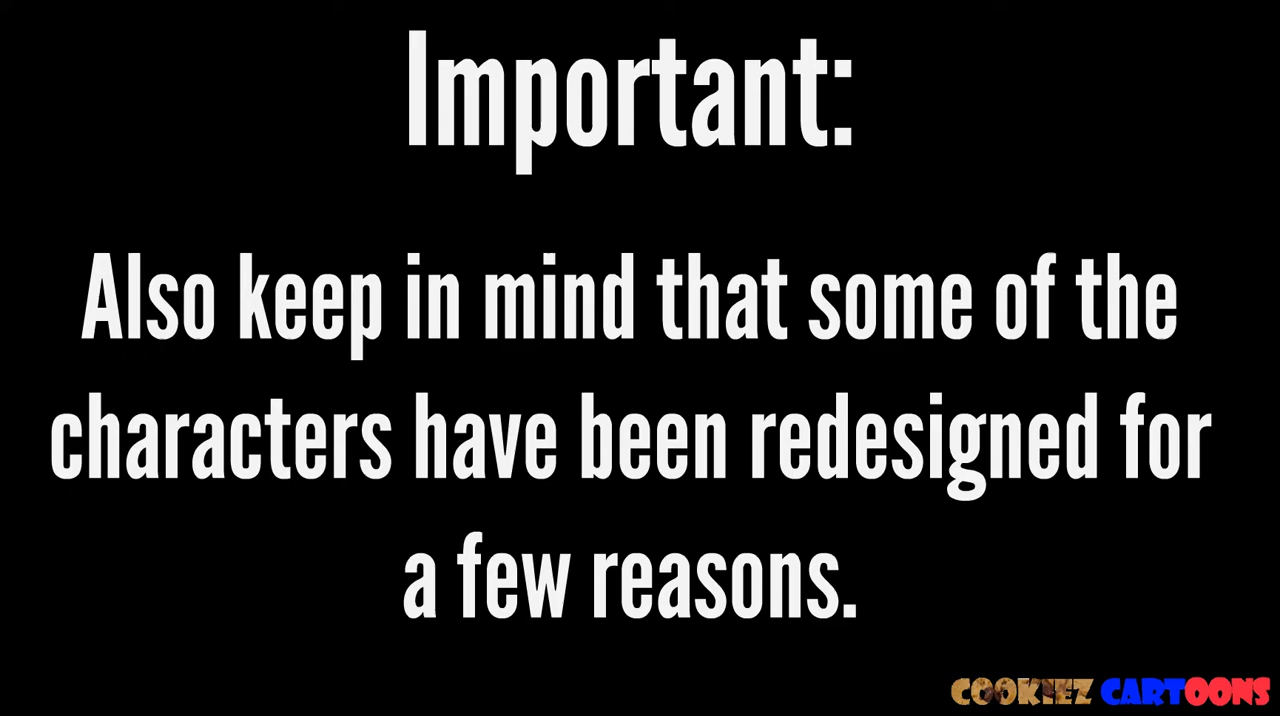 Important:
Also keep in mind that some of the
characters have been redesigned for
a few reasons.
COOKIEZ CARTOONS